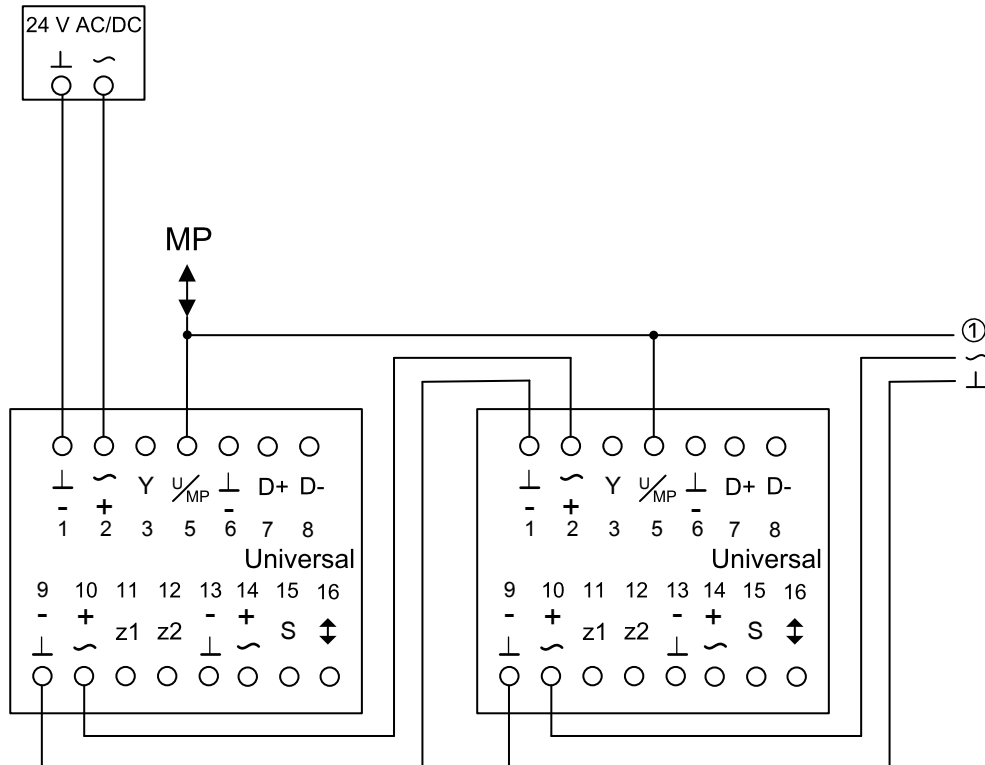 24 V AC/DC
⊥ ~
MP
①
~
⊥
⊥ ~ Y U/MP ⊥ D+ D-
- + -
1 2 3 5 6 7 8
Universal
9 10 11 12 13 14 15 16
- + z1 z2 - + S ↕
⊥ ~ ⊥ ~
⊥ ~ Y U/MP ⊥ D+ D-
- + -
1 2 3 5 6 7 8
Universal
9 10 11 12 13 14 15 16
- + z1 z2 - + S ↕
⊥ ~ ⊥ ~